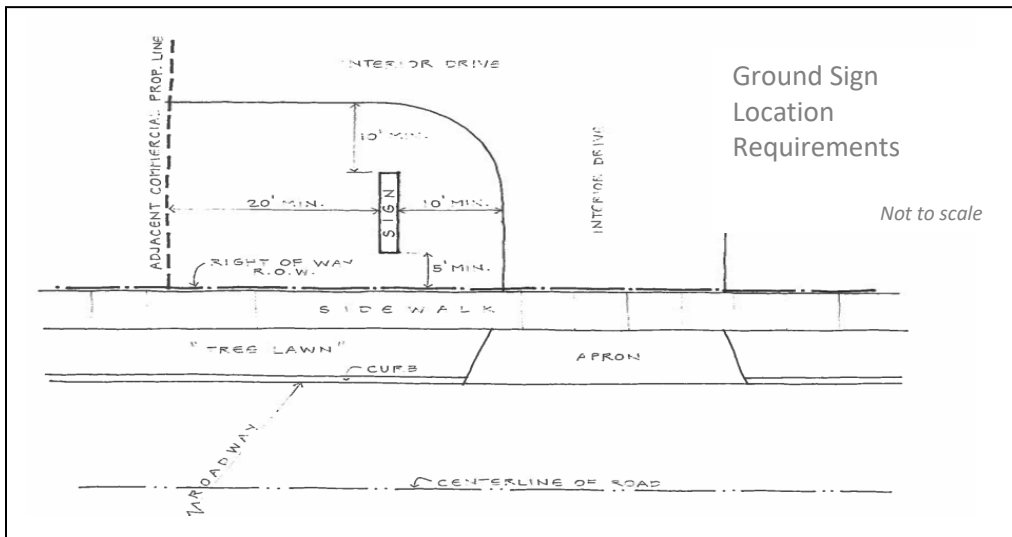 INTERIOR DRIVE
Ground Sign
Location
Requirements
Not to scale
ADJACENT COMMERCIAL PROP. LINE
10' MIN.
INTERIOR DRIVE
20' MIN.
SIGN
10' MIN.
5' MIN.
RIGHT OF WAY
R.O.W.
SIDEWALK
"TREE LAWN"
APRON
CURB
ROADWAY
CENTERLINE OF ROAD